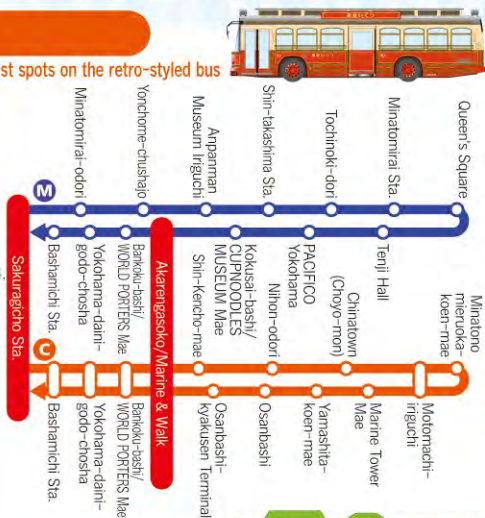 st spots on the retro-styled bus
Queen's Square
Minatomirai Sta.
Tochinoki-dori
Shin-takashima Sta.
Anpanman
Museum Iriguchi
Yonchome-chushajo
Minatomirai-odori
M
Tenji Hall
PACIFICO
Yokohama
Kokusai-bashi/
CUPNOODLES
MUSEUM Mae
Akarengasoko/Marine & Walk
Bankoku-bashi/
WORLD PORTERS Mae
Yokohama-daini-
godo-chosha
Bashamichi Sta.
Sakuragicho Sta.
Minatono
mieruoka-
koen-mae
Chinatown
(Choyo-mon)
Nihon-odori
Shin-Kencho-mae
C
Motomachi-
iriguchi
Marine Tower
Mae
Yamashita-
koen-mae
Osanbashi
Osanbashi-
kyakusen Terminal
Bankoku-bashi/
WORLD PORTERS Mae
Yokohama-daini-
godo-chosha
Bashamichi Sta.